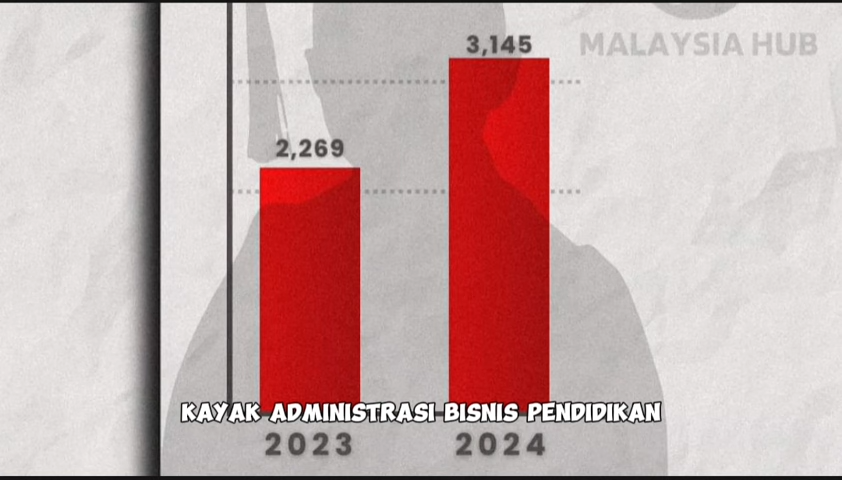 3,145
MALAYSIA HUB
2,269
KAYAK ADMINISTRASI BISNIS PENDIDIKAN
2023 2024